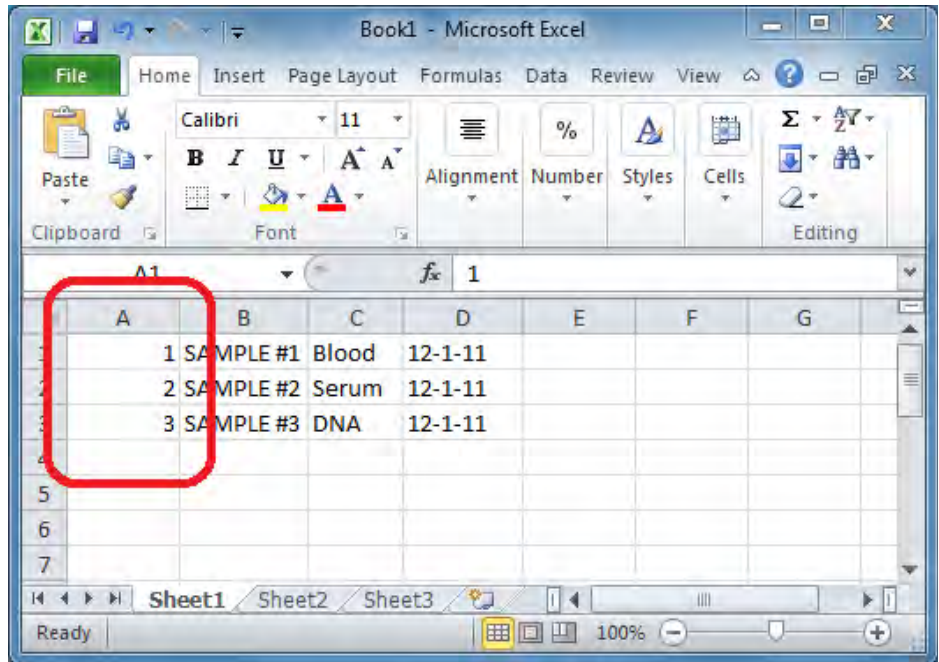 Book1 - Microsoft Excel
File Home Insert Page Layout Formulas Data Review View
Calibri 11
Σ
A
Z
%
A
B I U A A
Paste
Alignment Number Styles Cells
A
Clipboard Font Editing
A1 fx 1
A B C D E F G
1 1 SAMPLE #1 Blood 12-1-11
2 2 SAMPLE #2 Serum 12-1-11
3 3 SAMPLE #3 DNA 12-1-11
4
5
6
7
Sheet1 Sheet2 Sheet3
Ready 100%